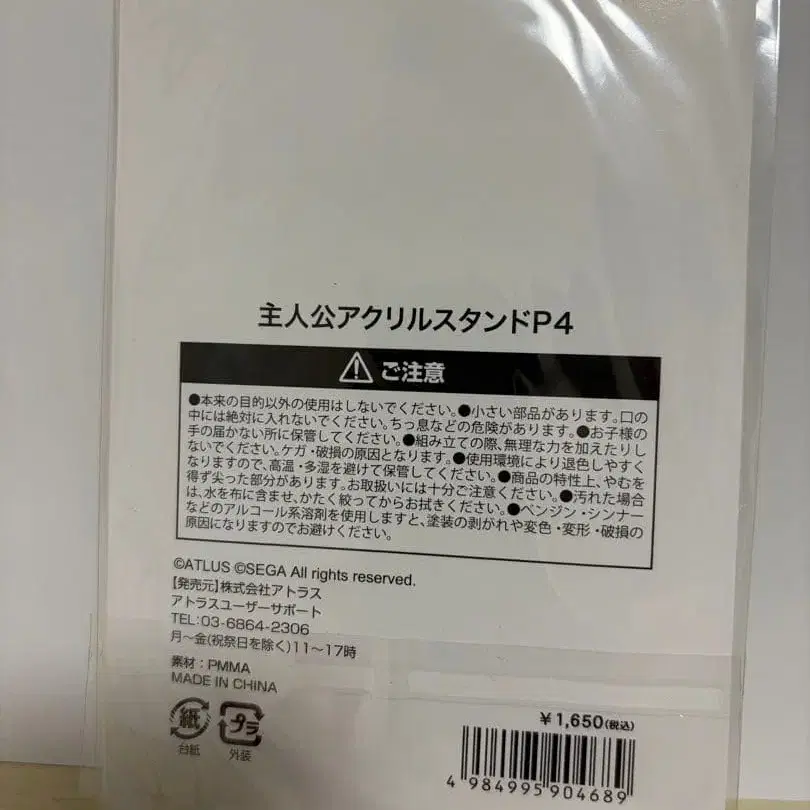 主人公アクリルスタンドP4
ご注意
●本来の目的以外の使用はしないでください。●小さい部品があります。口の
中には絶対に入れないでください。ちっ息などの危険があります。●お子様の
手の届かない所に保管してください。●組み立ての際、無理な力を加えたりし
ないでください。ケガ・破損の原因となります。●使用環境により退色しやすく
なりますので、高温・多湿を避けて保管してください。●商品の特性上、やむを
得ず尖った部分があります。お取扱いには十分ご注意ください。●汚れた場合
は、水を布に含ませ、かたく絞ってからお拭きください。●ベンジン・シンナー
などのアルコール系溶剤を使用しますと、塗装の剥がれや変色・変形・破損の
原因になりますのでお避けください。
©ATLUS ©SEGA All rights reserved.
【発売元】株式会社アトラス
アトラスユーザーサポート
TEL:03-6864-2306
月～金(祝祭日を除く)11～17時
素材：PMMA
MADE IN CHINA
紙 プラ
台紙 外装
¥1,650(税込)
4984995904689